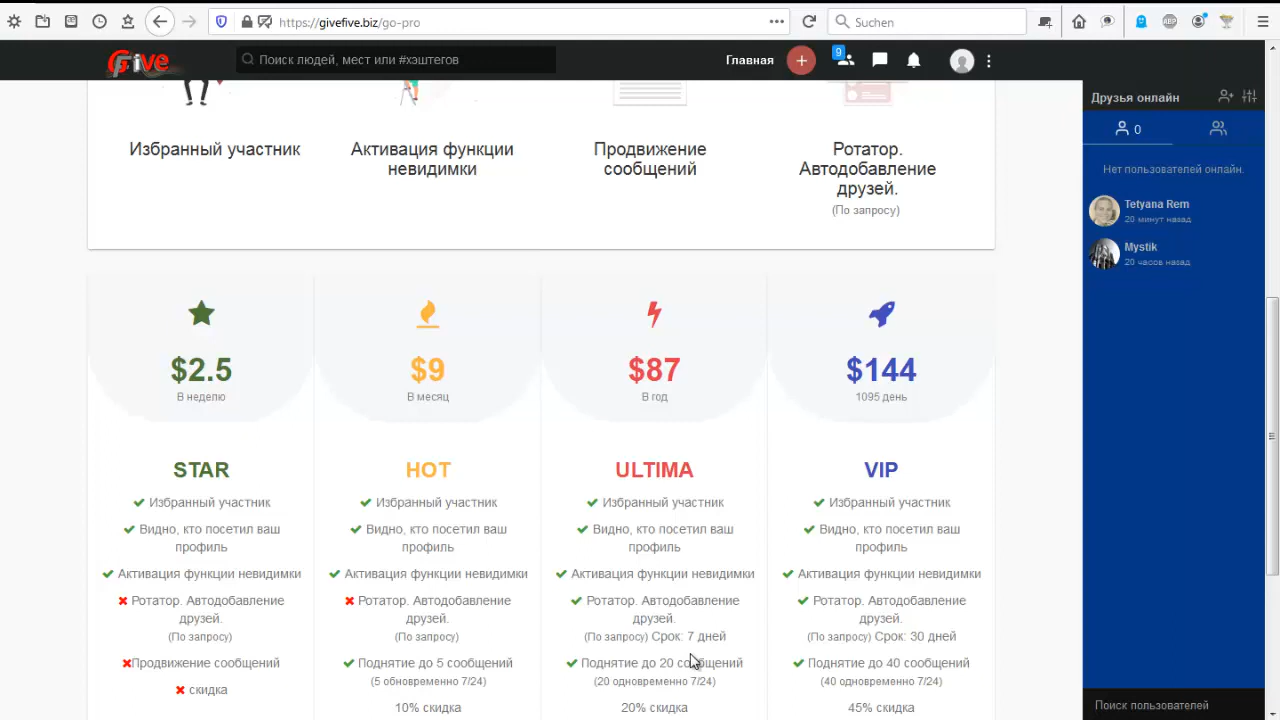 https://givefive.biz/go-pro
Suchen
Give
Поиск людей, мест или #хэштегов
Главная
9
Друзья онлайн
0
Нет пользователей онлайн.
Tetyana Rem
20 минут назад
Mystik
20 часов назад
Избранный участник
Активация функции
невидимки
Продвижение
сообщений
Ротатор.
Автодобавление
друзей.
(По запросу)
$2.5
В неделю
STAR
Избранный участник
Видно, кто посетил ваш
профиль
Активация функции невидимки
Ротатор. Автодобавление
друзей.
(По запросу)
Продвижение сообщений
скидка
$9
В месяц
HOT
Избранный участник
Видно, кто посетил ваш
профиль
Активация функции невидимки
Ротатор. Автодобавление
друзей.
(По запросу)
Поднятие до 5 сообщений
(5 обновременно 7/24)
10% скидка
$87
В год
ULTIMA
Избранный участник
Видно, кто посетил ваш
профиль
Активация функции невидимки
Ротатор. Автодобавление
друзей.
(По запросу) Срок: 7 дней
Поднятие до 20 сообщений
(20 одновременно 7/24)
20% скидка
$144
1095 день
VIP
Избранный участник
Видно, кто посетил ваш
профиль
Активация функции невидимки
Ротатор. Автодобавление
друзей.
(По запросу) Срок: 30 дней
Поднятие до 40 сообщений
(40 одновременно 7/24)
45% скидка
Поиск пользователей